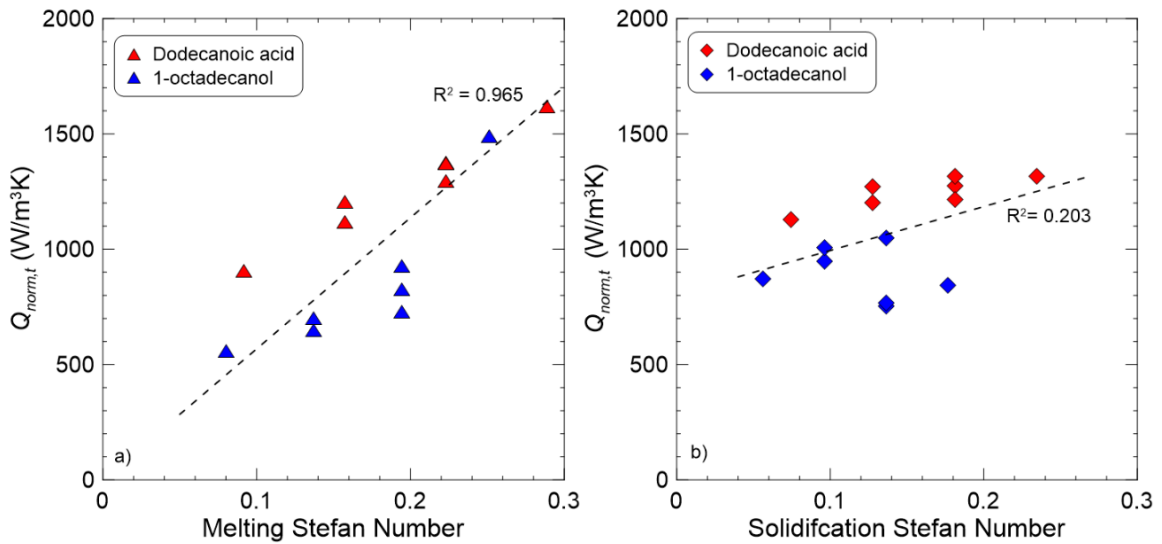 2000
1500
1000
500
0
Q_norm,t (W/m³K)
Dodecanoic acid
1-octadecanol
R² = 0.965
a)
0
0.1
0.2
0.3
Melting Stefan Number
2000
1500
1000
500
0
Q_norm,t (W/m³K)
Dodecanoic acid
1-octadecanol
R²= 0.203
b)
0
0.1
0.2
0.3
Solidifcation Stefan Number